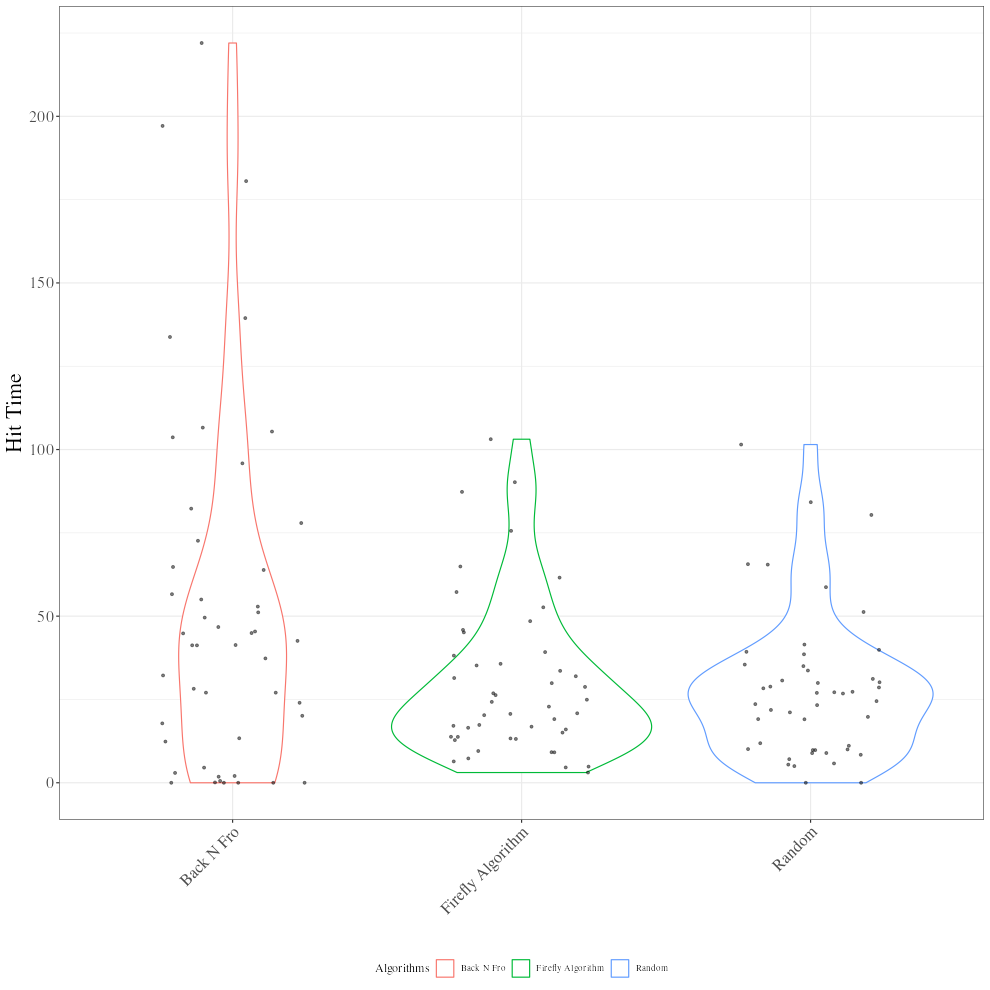 Hit Time
200
150
100
50
0
Back N Fro
Firefly Algorithm
Random
Algorithms Back N Fro Firefly Algorithm Random